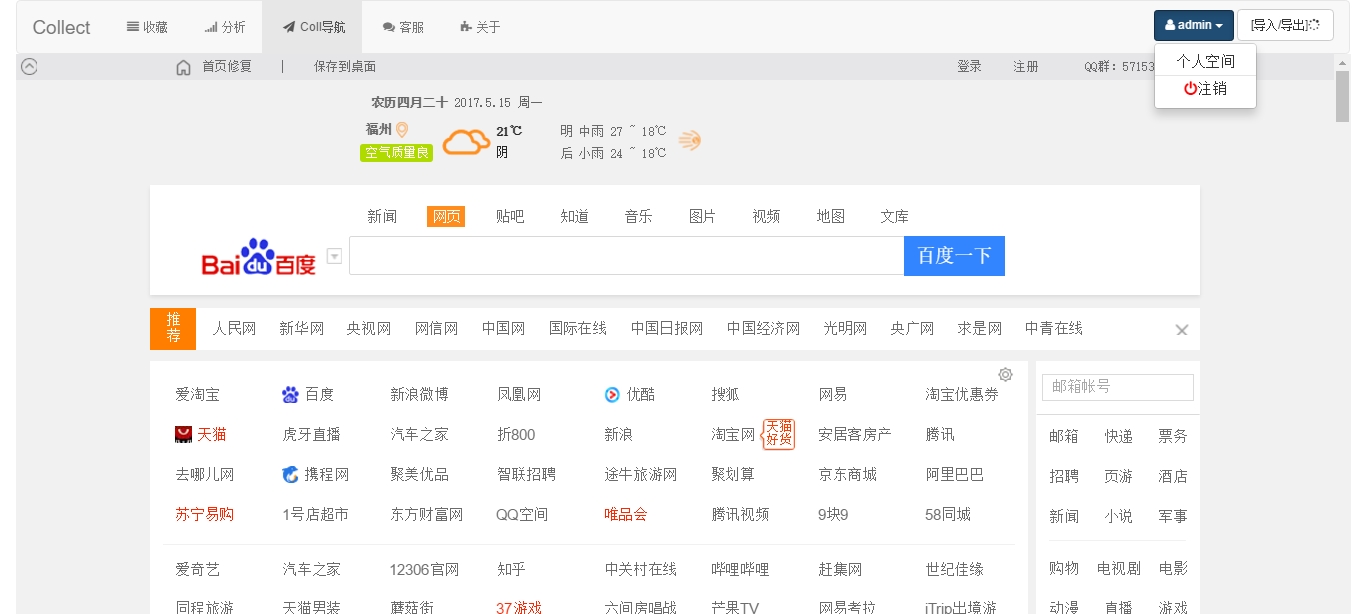 Collect 收藏 分析 Coll导航 客服 关于 admin [导入/导出]
个人空间
注销
首页修复 | 保存到桌面 登录 注册 QQ群：57153
农历四月二十 2017.5.15 周一
福州 21℃ 明 中雨 27 ~ 18℃
空气质量良 阴 后 小雨 24 ~ 18℃
新闻 网页 贴吧 知道 音乐 图片 视频 地图 文库
Bai du 百度 百度一下
推荐 人民网 新华网 央视网 网信网 中国网 国际在线 中国日报网 中国经济网 光明网 央广网 求是网 中青在线
爱淘宝 百度 新浪微博 凤凰网 优酷 搜狐 网易 淘宝优惠券
天猫 虎牙直播 汽车之家 折800 新浪 淘宝网 天猫好货 安居客房产 腾讯
去哪儿网 携程网 聚美优品 智联招聘 途牛旅游网 聚划算 京东商城 阿里巴巴
苏宁易购 1号店超市 东方财富网 QQ空间 唯品会 腾讯视频 9块9 58同城
爱奇艺 汽车之家 12306官网 知乎 中关村在线 哔哩哔哩 赶集网 世纪佳缘
同程旅游 天猫男装 蘑菇街 37游戏 六间房唱战 芒果TV 网易考拉 iTrip出境游
邮箱帐号
邮箱 快递 票务
招聘 页游 酒店
新闻 小说 军事
购物 电视剧 电影
动漫 直播 游戏